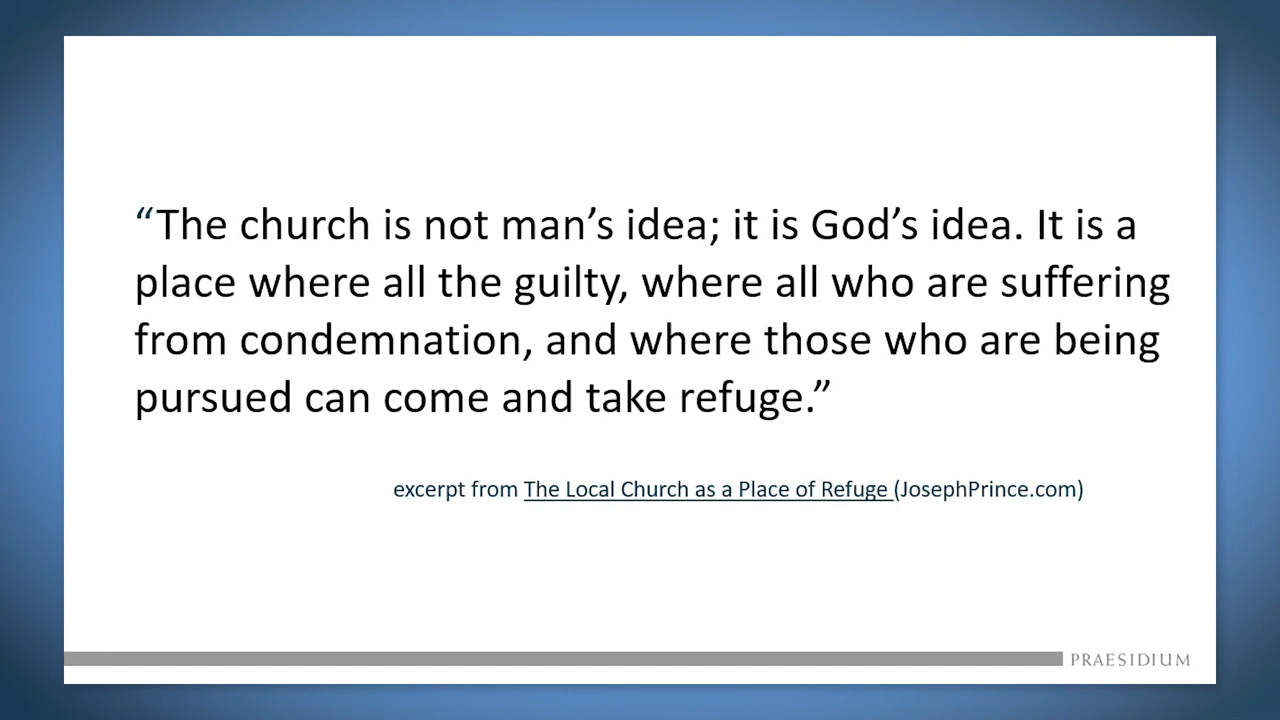 “The church is not man’s idea; it is God’s idea. It is a
place where all the guilty, where all who are suffering
from condemnation, and where those who are being
pursued can come and take refuge.”
excerpt from The Local Church as a Place of Refuge (JosephPrince.com)
PRAESIDIUM